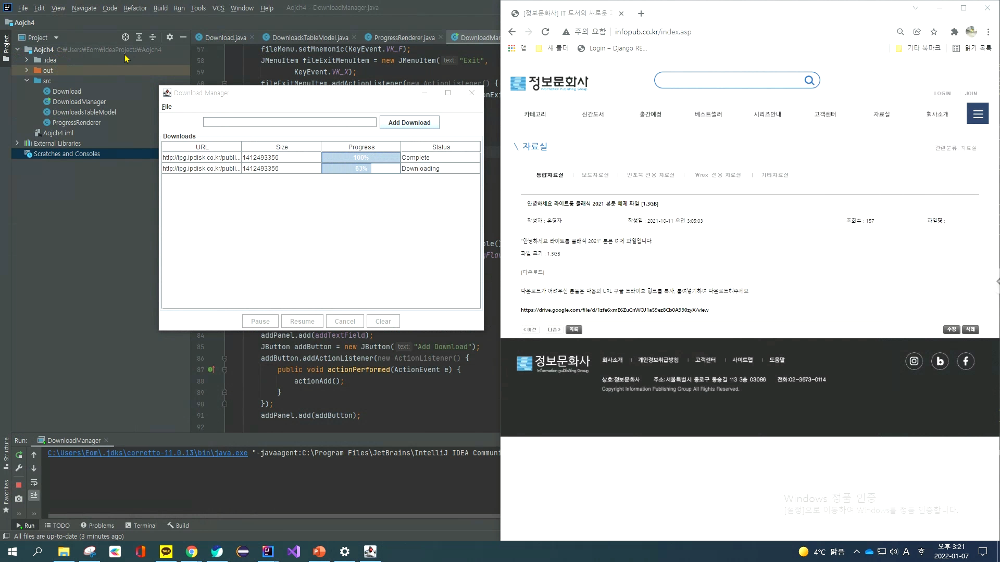 File Edit View Navigate Code Refactor Build Run Tools VCS Window Help Aojch4 - DownloadManager.java
Aojch4
Project
Project
Download.java
DownloadsTableModel.java
ProgressRenderer.java
DownloadMan
Aojch4 C:₩Users₩Eom₩IdeaProjects₩Aojch4
.idea
out
src
Download
DownloadManager
DownloadsTableModel
ProgressRenderer
Aojch4.iml
External Libraries
Scratches and Consoles
57 fileMenu.setMnemonic(KeyEvent.VK_F);
58 JMenuItem fileExitMenuItem = new JMenuItem( text: "Exit",
59 KeyEvent.VK_X);
60 fileExitMenuItem.addActionListener(new ActionListener() {
Download Manager
File
Add Download
Downloads
URL Size Progress Status
http://ipg.ipdisk.co.kr/publi... 1412493356 100% Complete
http://ipg.ipdisk.co.kr/publi... 1412493356 63% Downloading
Pause Resume Cancel Clear
84 addPanel.add(addTextField);
85 JButton addButton = new JButton( text: "Add Download");
86 addButton.addActionListener(new ActionListener() {
87 public void actionPerformed(ActionEvent e) {
88 actionAdd();
89 }
90 });
91 addPanel.add(addButton);
92
Run: DownloadManager
C:\Users\Eom\.jdks\corretto-11.0.13\bin\java.exe "-javaagent:C:\Program Files\JetBrains\IntelliJ IDEA Communi
Structure
Favorites
Run TODO Problems Terminal Build
All files are up-to-date (3 minutes ago)
[정보문화사] IT 도서의 새로운
주의 요함 infopub.co.kr/index.asp
앱 새 폴더 Login – Django RE... 기타 북마크 읽기 목록
정보문화사
Information Publishing Group
LOGIN JOIN
카테고리 신간도서 출간예정 베스트셀러 시리즈안내 고객센터 자료실 회사소개
\ 자료실
관련분류: 자료실
통합자료실 보도자료실 인포북 전용 자료실 Wrox 전용 자료실 기타자료실
안녕하세요 라이트룸 클래식 2021 본문 예제 파일 [1.3GB]
작성자 : 운영자 작성일 : 2021-10-11 오전 3:05:03 조회수 : 157 파일명 :
"안녕하세요 라이트룸 클래식 2021" 본문 예제 파일입니다.
파일 크기 : 1.3GB
[다운로드]
다운로드가 어려우신 분들은 다음의 URL 구글 드라이브 링크를 복사, 붙여넣기하여 다운로드해주세요
https://drive.google.com/file/d/1zfe6xmE6ZuCnWOJ1a59ez8Cb0A990zyX/view
<이전 다음> 목록 수정 삭제
정보문화사
Information Publishing Group
회사소개 개인정보취급방침 고객센터 사이트맵 도움말
상호:정보문화사 주소:서울특별시 종로구 동숭길 113 3층 03086 전화:02-3673-0114
Copyright Information Publishing Group All Rights Reserved.
Windows 정품 인증
[설정]으로 이동하여 Windows를 정품 인증합니다.
TALK
4°C 맑음 A 오후 3:21
2022-01-07